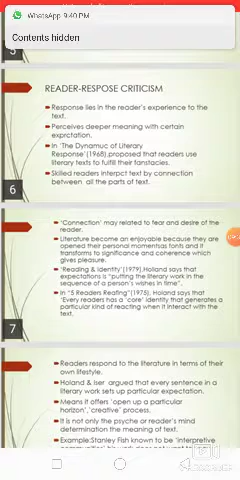 WhatsApp 9:40 PM
Contents hidden
5
READER-RESPOSE CRITICISM
Response lies in the reader's experience to the
text.
Perceives deeper meaning with certain
exprctation.
In 'The Dynamuc of Literary
Response'(1968),proposed that readers use
literary texts to fulfill their fanstacies.
Skilled readers interpct text by connection
between all the parts of text.
6
'Connection' may related to fear and desire of the
reader.
Literature become an enjoyable because they are
opened their personal fonts and it
transforms to significance and coherence which
gives pleasure.
'Reading & identity'(1979),Holland says that
expectations is "putting the literary work in the
sequence of a person's wishes in time".
In "5 Readers Reafing"(1975), Holand says that
'Every readers has a 'core' identity that generates a
particular kind of reacting when it interact with the
text.
7
Readers respond to the literature in terms of their
own lifestyle.
Holand & Iser argued that every sentence in a
literary work sets up particular expectation.
Means it offers 'open up a particular
horizon','creative' process.
It is not only the psyche or reader's mind
determination the meaning of text.
Example:Stanley Fish known to be 'interpretive